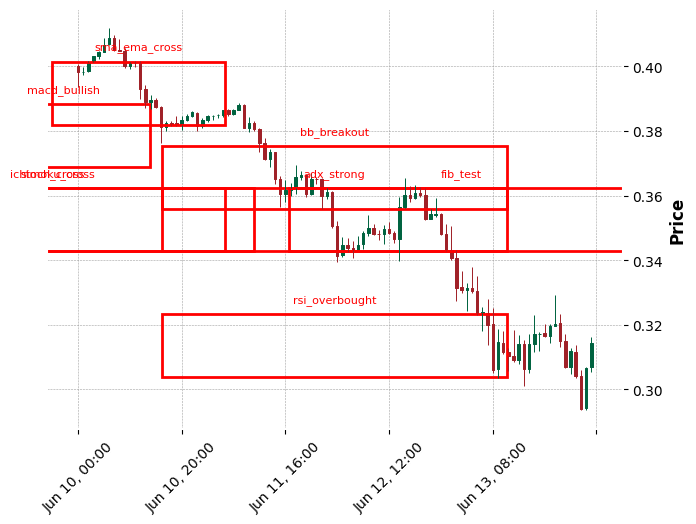 sma_ema_cross
macd_bullish
bb_breakout
stoch_cross
adx_strong
fib_test
rsi_overbought
0.40
0.38
0.36
0.34
0.32
0.30
Price
Jun 10, 00:00
Jun 10, 20:00
Jun 11, 16:00
Jun 12, 12:00
Jun 13, 08:00